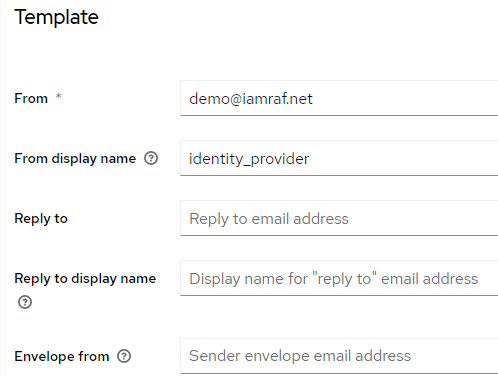 Template
From * demo@iamraf.net
From display name identity_provider
Reply to Reply to email address
Reply to display name Display name for "reply to" email address
Envelope from Sender envelope email address